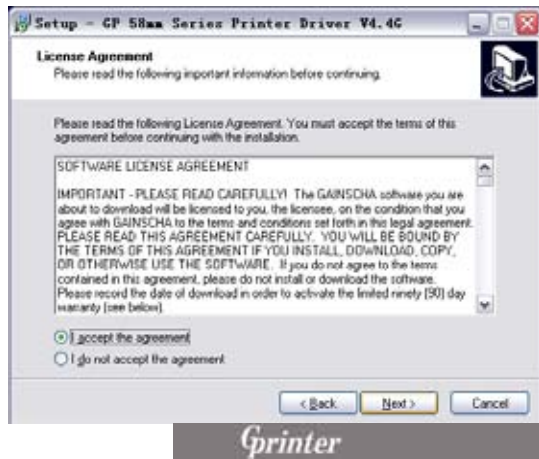 Setup - GP 58mm Series Printer Driver V4.4G
License Agreement
Please read the following important information before continuing.
Please read the following License Agreement. You must accept the terms of this
agreement before continuing with the installation.
SOFTWARE LICENSE AGREEMENT
IMPORTANT - PLEASE READ CAREFULLY! The GAINSCHA software you are
about to download will be licensed to you, the licensee, on the condition that you
agree with GAINSCHA to the terms and conditions set forth in this legal agreement.
PLEASE READ THIS AGREEMENT CAREFULLY. YOU WILL BE BOUND BY
THE TERMS OF THIS AGREEMENT IF YOU INSTALL, DOWNLOAD, COPY,
OR OTHERWISE USE THE SOFTWARE. If you do not agree to the terms
contained in this agreement, please do not install or download the software.
Please record the date of download in order to activate the limited ninety (90) day
warranty (see below).
I accept the agreement
I do not accept the agreement
< Back Next > Cancel
Gprinter